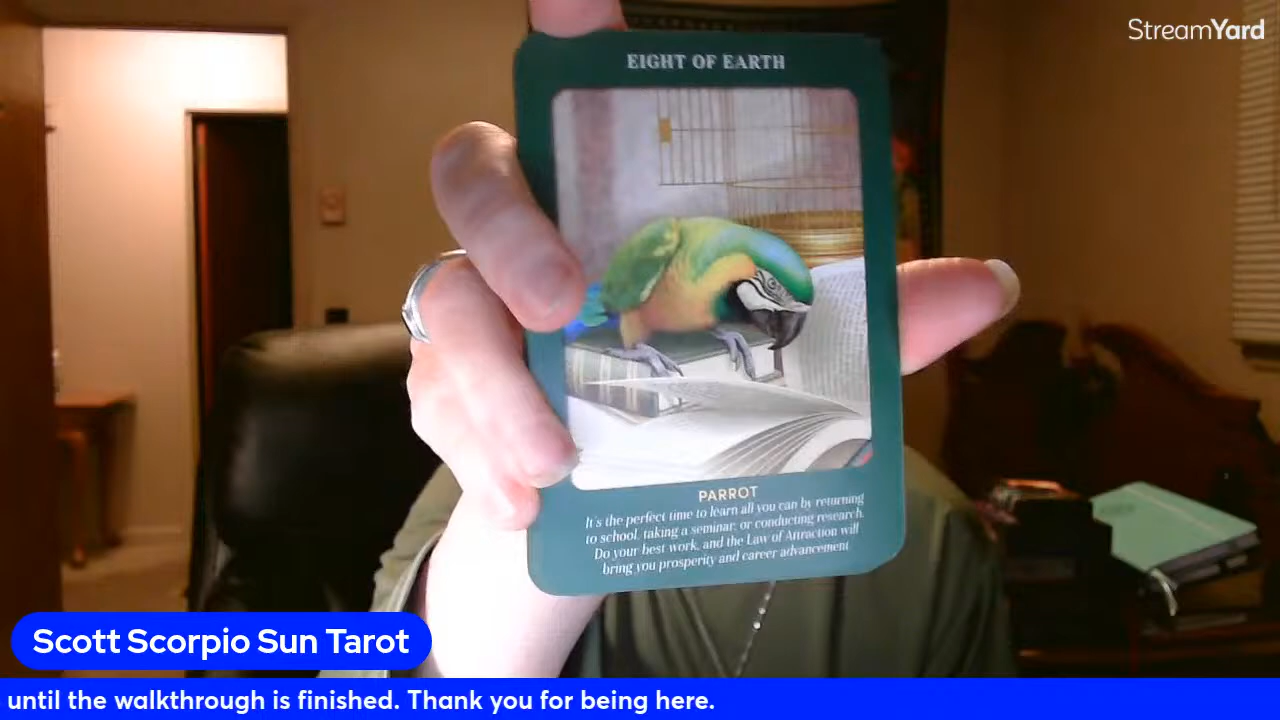 StreamYard
EIGHT OF EARTH
PARROT
It's the perfect time to learn all you can by returning
to school, taking a seminar, or conducting research.
Do your best work, and the Law of Attraction will
bring you prosperity and career advancement
Scott Scorpio Sun Tarot
until the walkthrough is finished. Thank you for being here.